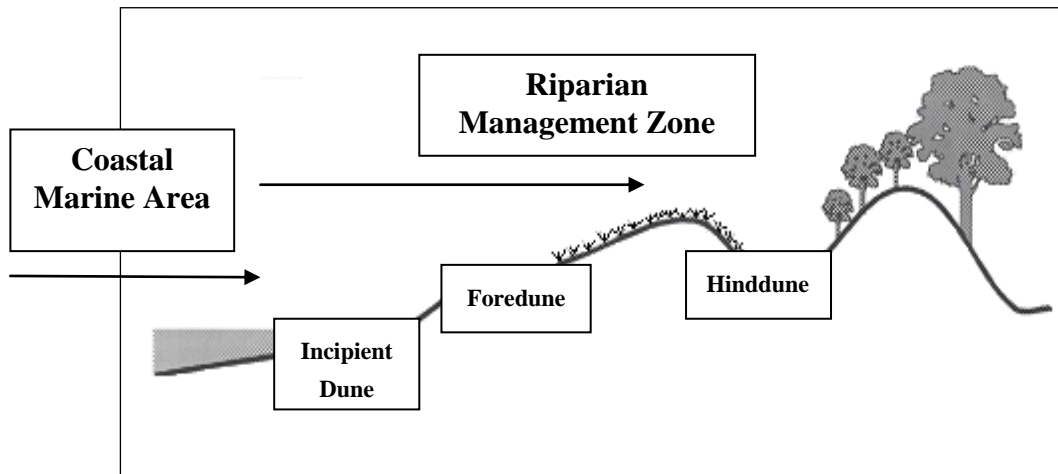 Riparian
Management Zone
Coastal
Marine Area
Foredune
Hinddune
Incipient
Dune